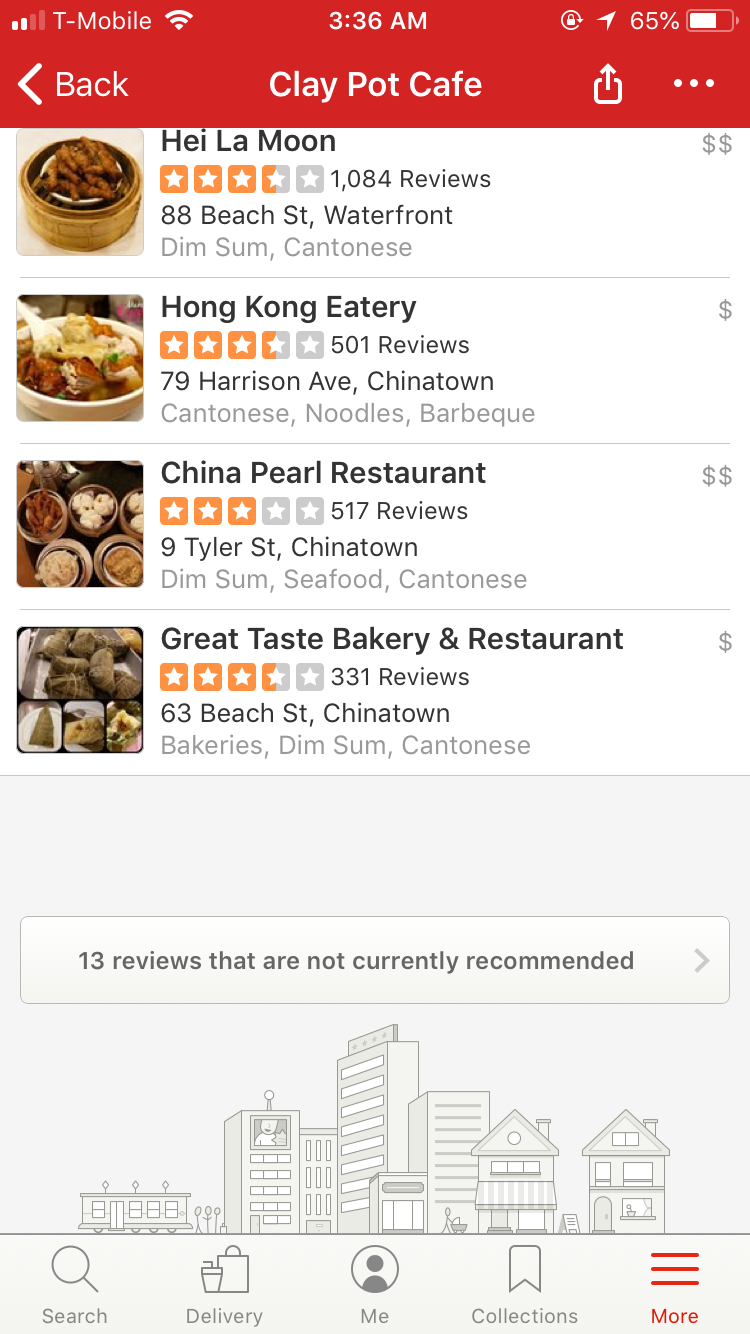 T-Mobile 3:36 AM 65%
Back Clay Pot Cafe
Hei La Moon $$
1,084 Reviews
88 Beach St, Waterfront
Dim Sum, Cantonese
Hong Kong Eatery $
501 Reviews
79 Harrison Ave, Chinatown
Cantonese, Noodles, Barbeque
China Pearl Restaurant $$
517 Reviews
9 Tyler St, Chinatown
Dim Sum, Seafood, Cantonese
Great Taste Bakery & Restaurant $
331 Reviews
63 Beach St, Chinatown
Bakeries, Dim Sum, Cantonese
13 reviews that are not currently recommended
Search Delivery Me Collections More